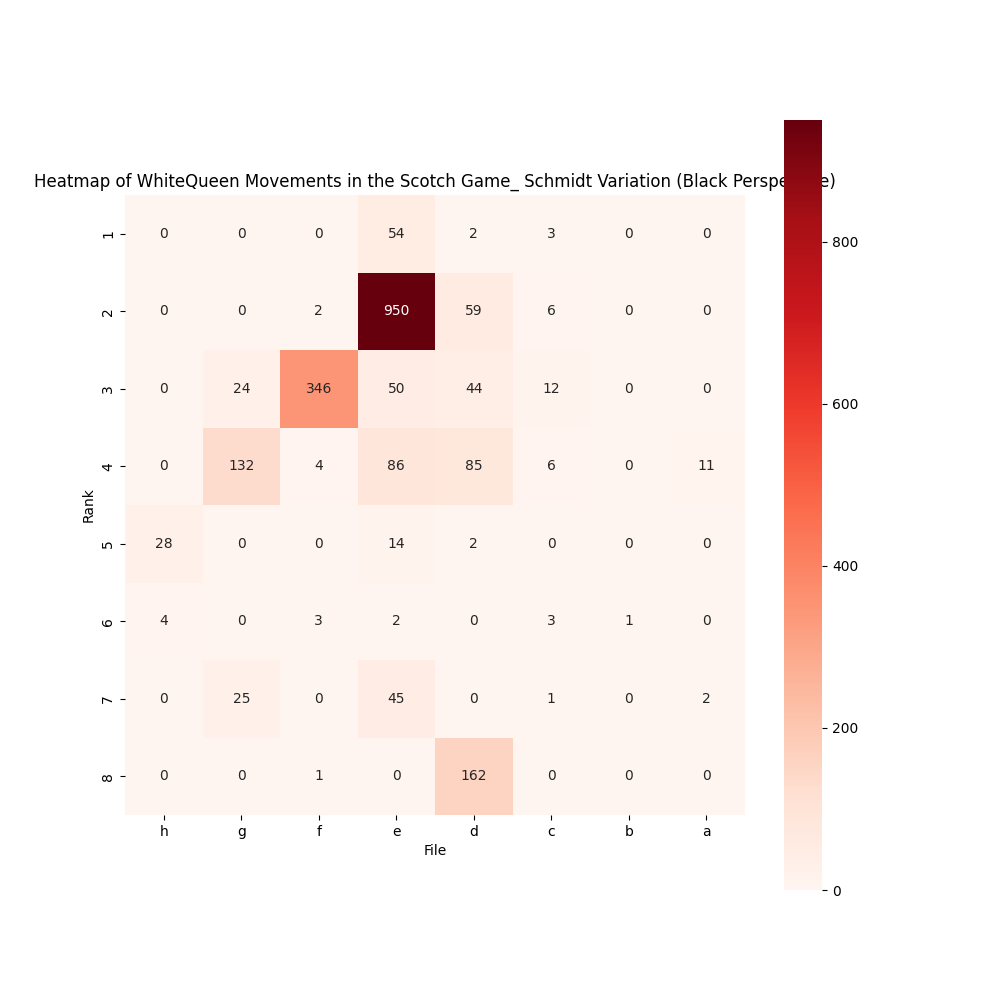 Heatmap of WhiteQueen Movements in the Scotch Game_ Schmidt Variation (Black Perspective)
1 0 0 0 54 2 3 0 0
2 0 0 2 950 59 6 0 0
3 0 24 346 50 44 12 0 0
4 0 132 4 86 85 6 0 11
5 28 0 0 14 2 0 0 0
6 4 0 3 2 0 3 1 0
7 0 25 0 45 0 1 0 2
8 0 0 1 0 162 0 0 0
h g f e d c b a
File
Rank
800
600
400
200
0